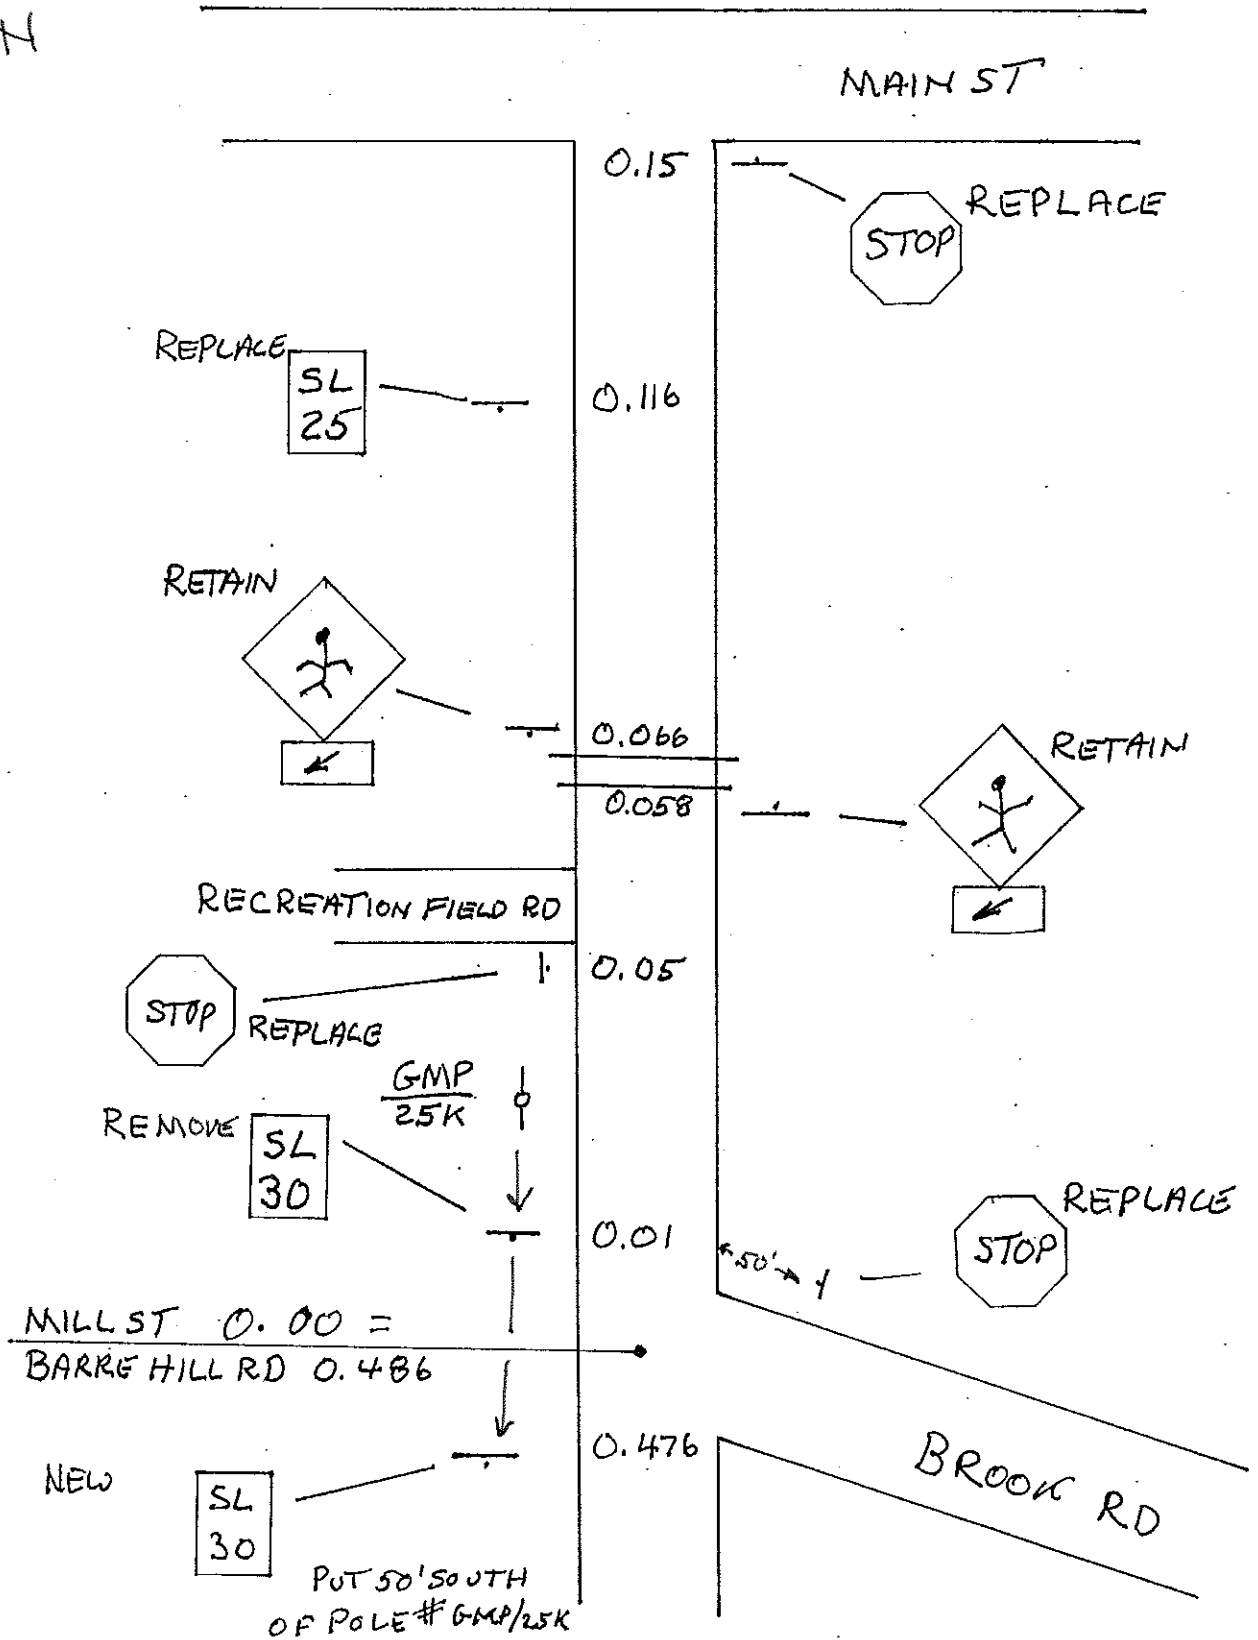 N
MAIN ST
0.15
STOP
REPLACE
REPLACE
SL
25
0.116
RETAIN
0.066
0.058
RETAIN
RECREATION FIELD RD
0.05
STOP
REPLACE
GMP
25K
REMOVE
SL
30
0.01
50'
STOP
REPLACE
MILL ST 0.00 =
BARRE HILL RD 0.486
0.476
NEW
SL
30
PUT 50' SOUTH
OF POLE # GMP/25K
BROOK RD